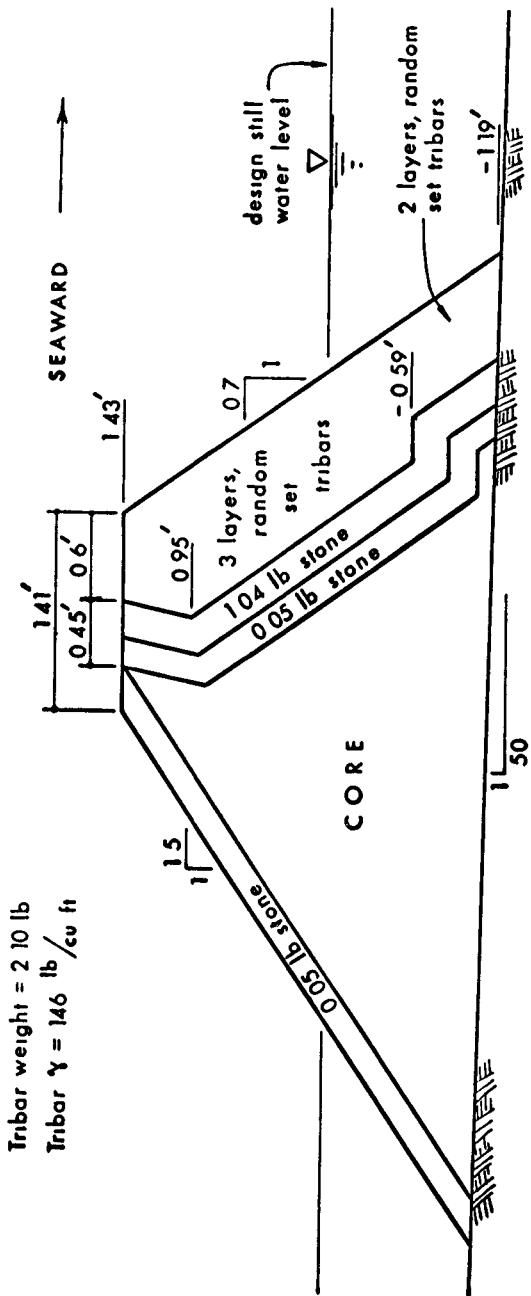 Tribar weight = 2 10 lb
Tribar γ = 146 lb/cu ft
SEAWARD
141'
0 45'
0 6'
1 43'
0 95'
design still
water level
0 7
1
3 layers,
random
set tribars
1 5
1
- 0 59'
2 layers, random
set tribars
1 04 lb stone
0 05 lb stone
0 05 lb stone
CORE
-1 19'
1
50